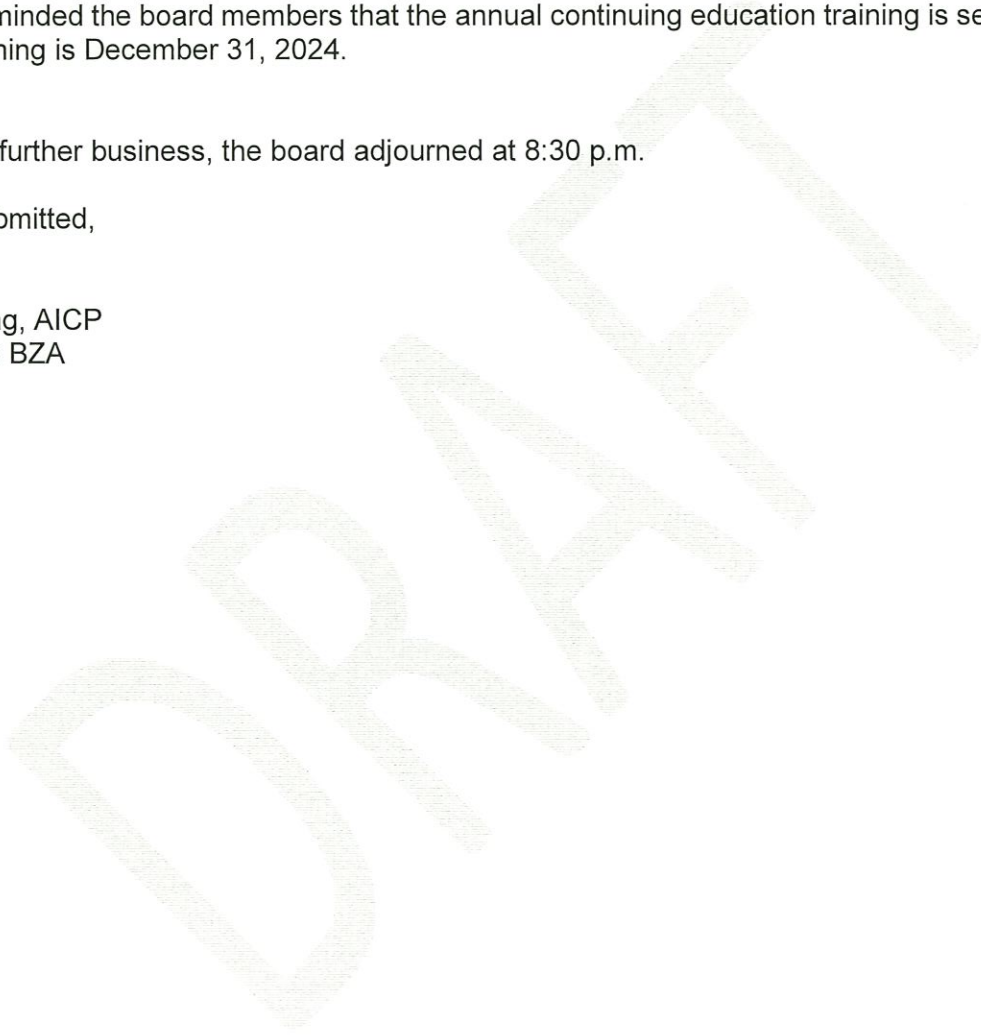 minded the board members that the annual continuing education training is se
ning is December 31, 2024.
further business, the board adjourned at 8:30 p.m.
bmitted,
g, AICP
BZA
DRAFT